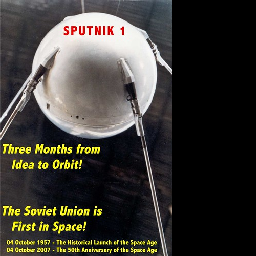 SPUTNIK 1
Three Months from
Idea to Orbit!
The Soviet Union is
First in Space!
04 October 1957 - The Historical Launch of the Space Age
04 October 2007 - The 50th Anniversary of the Space Age